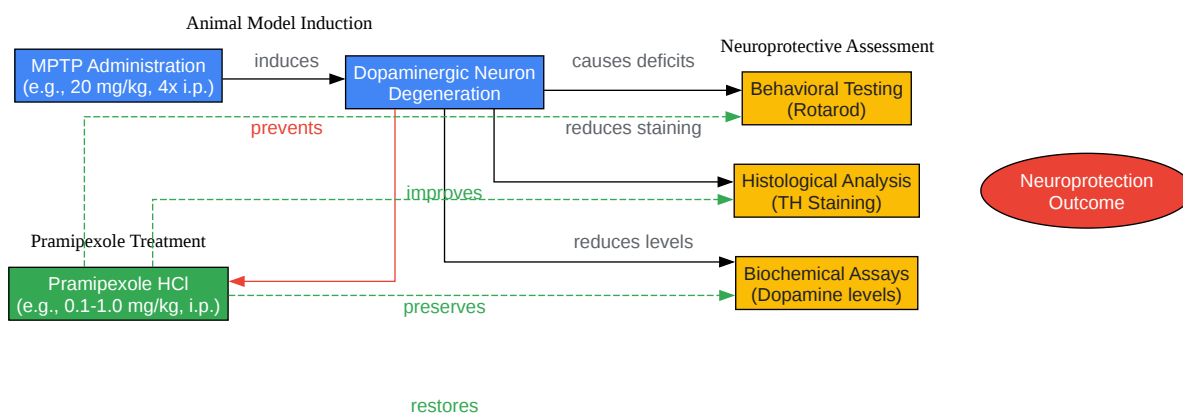 Animal Model Induction
MPTP Administration
(e.g., 20 mg/kg, 4x i.p.)
induces
Dopaminergic Neuron
Degeneration
causes deficits
Neuroprotective Assessment
Behavioral Testing
(Rotarod)
prevents
reduces staining
Histological Analysis
(TH Staining)
improves
Neuroprotection
Outcome
Pramipexole Treatment
Pramipexole HCl
(e.g., 0.1-1.0 mg/kg, i.p.)
reduces levels
Biochemical Assays
(Dopamine levels)
preserves
restores